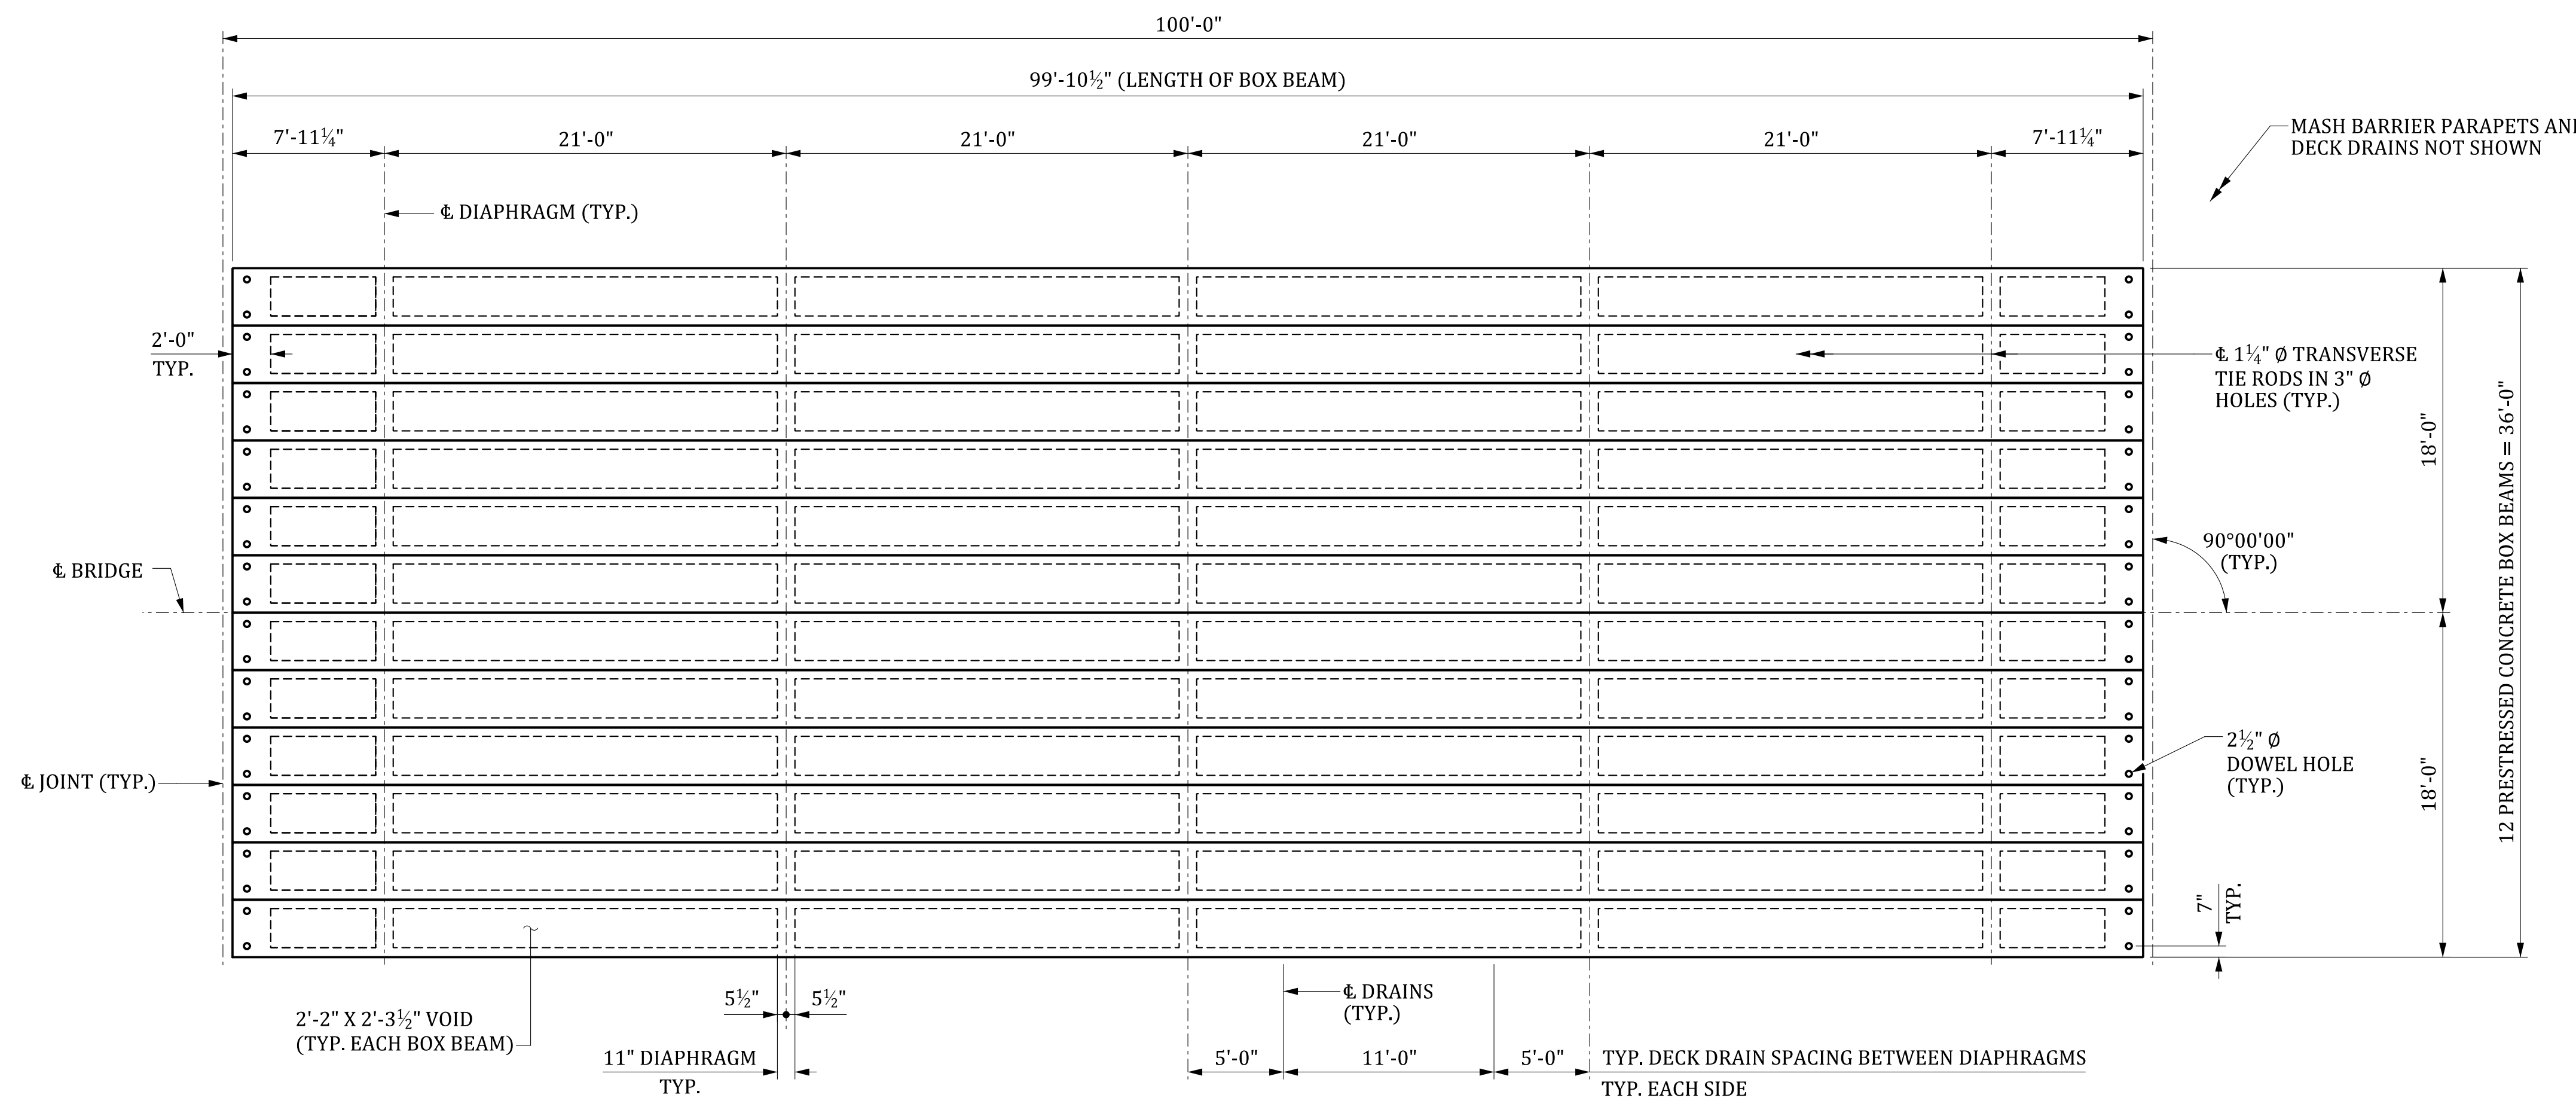 100'-0"
99'-10½" (LENGTH OF BOX BEAM)
7'-11¼"
21'-0"
21'-0"
21'-0"
21'-0"
7'-11¼"
MASH BARRIER PARAPETS AN
DECK DRAINS NOT SHOWN
℄ DIAPHRAGM (TYP.)
2'-0"
TYP.
℄ 1¼" Ø TRANSVERSE
TIE RODS IN 3" Ø
HOLES (TYP.)
18'-0"
12 PRESTRESSED CONCRETE BOX BEAMS = 36'-0"
90°00'00"
(TYP.)
℄ BRIDGE
℄ JOINT (TYP.)
2½" Ø
DOWEL HOLE
(TYP.)
18'-0"
7"
TYP.
5½"
5½"
℄ DRAINS
(TYP.)
2'-2" X 2'-3½" VOID
(TYP. EACH BOX BEAM)
11" DIAPHRAGM
TYP.
5'-0"
11'-0"
5'-0"
TYP. DECK DRAIN SPACING BETWEEN DIAPHRAGMS
TYP. EACH SIDE